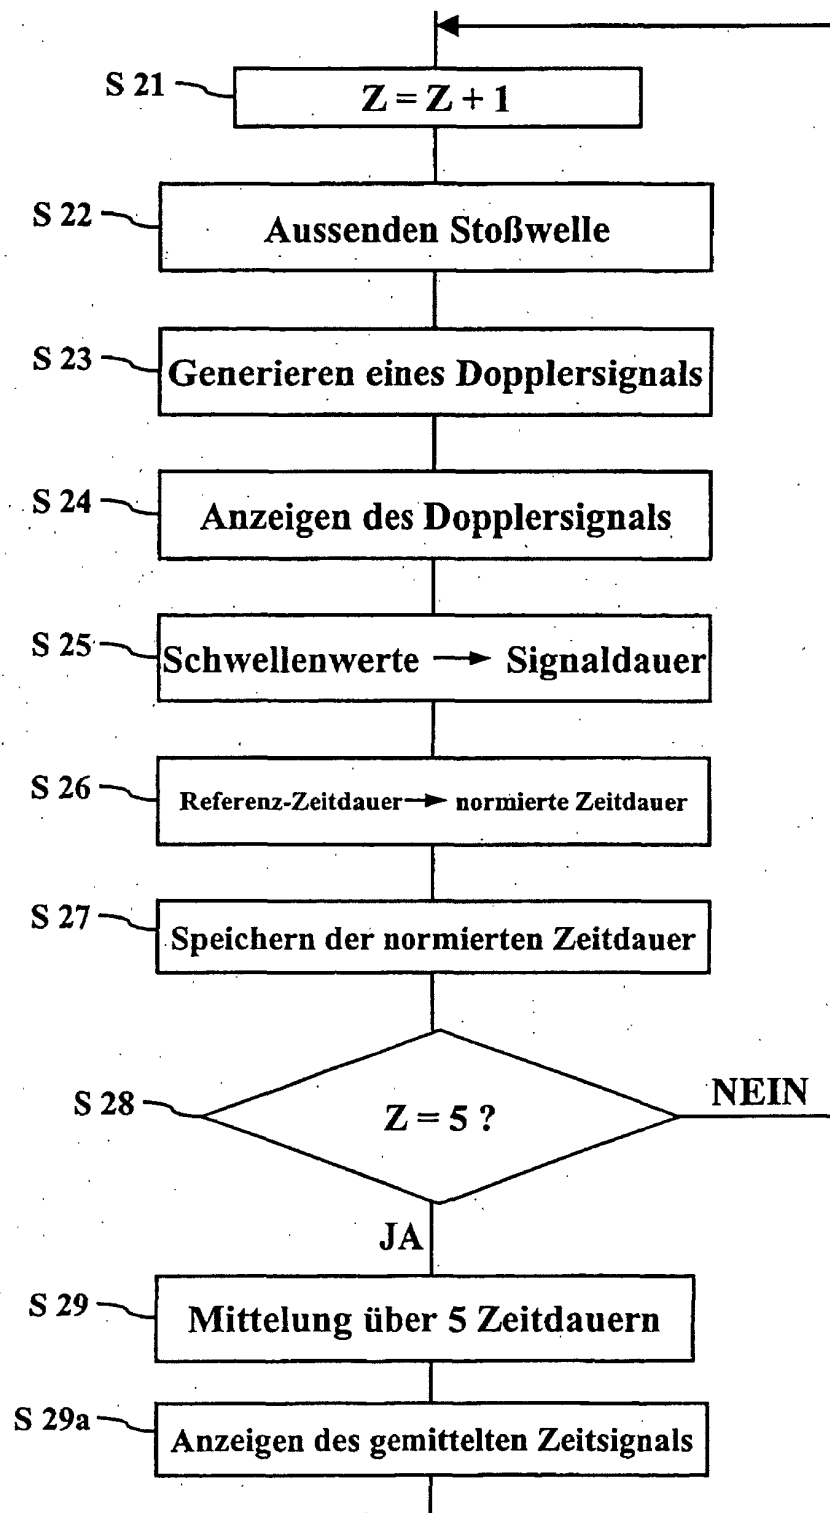 S 21
Z = Z + 1
S 22
Aussenden Stoßwelle
S 23
Generieren eines Dopplersignals
S 24
Anzeigen des Dopplersignals
S 25
Schwellenwerte → Signaldauer
S 26
Referenz-Zeitdauer → normierte Zeitdauer
S 27
Speichern der normierten Zeitdauer
S 28
Z = 5 ?
NEIN
JA
S 29
Mittelung über 5 Zeitdauern
S 29a
Anzeigen des gemittelten Zeitsignals